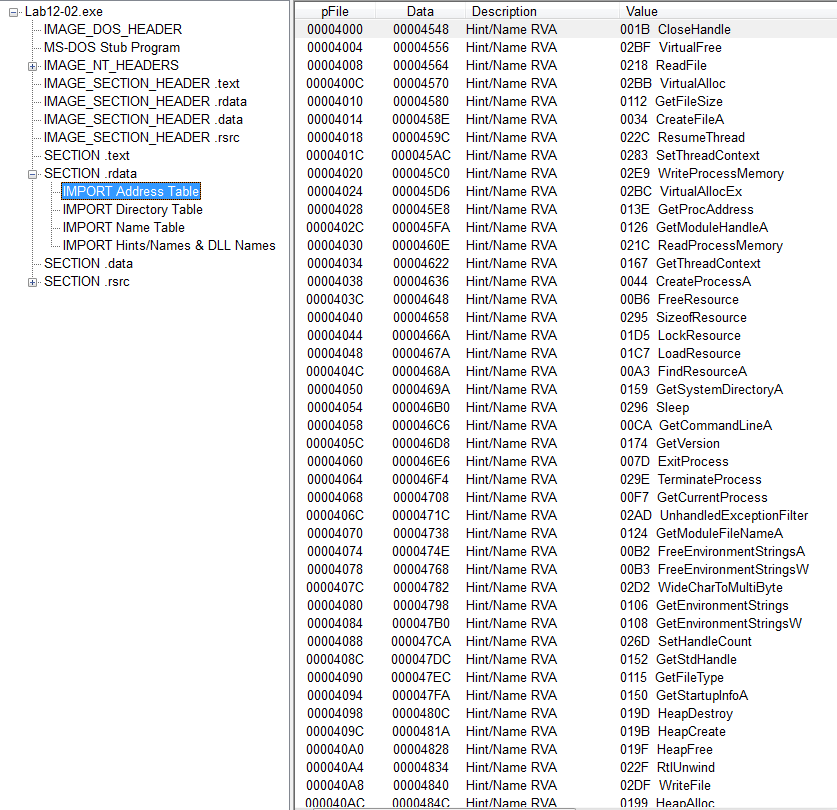 Lab12-02.exe
IMAGE_DOS_HEADER
MS-DOS Stub Program
IMAGE_NT_HEADERS
IMAGE_SECTION_HEADER .text
IMAGE_SECTION_HEADER .rdata
IMAGE_SECTION_HEADER .data
IMAGE_SECTION_HEADER .rsrc
SECTION .text
SECTION .rdata
IMPORT Address Table
IMPORT Directory Table
IMPORT Name Table
IMPORT Hints/Names & DLL Names
SECTION .data
SECTION .rsrc
pFile Data Description Value
00004000 00004548 Hint/Name RVA 001B CloseHandle
00004004 00004556 Hint/Name RVA 02BF VirtualFree
00004008 00004564 Hint/Name RVA 0218 ReadFile
0000400C 00004570 Hint/Name RVA 02BB VirtualAlloc
00004010 00004580 Hint/Name RVA 0112 GetFileSize
00004014 0000458E Hint/Name RVA 0034 CreateFileA
00004018 0000459C Hint/Name RVA 022C ResumeThread
0000401C 000045AC Hint/Name RVA 0283 SetThreadContext
00004020 000045C0 Hint/Name RVA 02E9 WriteProcessMemory
00004024 000045D6 Hint/Name RVA 02BC VirtualAllocEx
00004028 000045E8 Hint/Name RVA 013E GetProcAddress
0000402C 000045FA Hint/Name RVA 0126 GetModuleHandleA
00004030 0000460E Hint/Name RVA 021C ReadProcessMemory
00004034 00004622 Hint/Name RVA 0167 GetThreadContext
00004038 00004636 Hint/Name RVA 0044 CreateProcessA
0000403C 00004648 Hint/Name RVA 00B6 FreeResource
00004040 00004658 Hint/Name RVA 0295 SizeofResource
00004044 0000466A Hint/Name RVA 01D5 LockResource
00004048 0000467A Hint/Name RVA 01C7 LoadResource
0000404C 0000468A Hint/Name RVA 00A3 FindResourceA
00004050 0000469A Hint/Name RVA 0159 GetSystemDirectoryA
00004054 000046B0 Hint/Name RVA 0296 Sleep
00004058 000046C6 Hint/Name RVA 00CA GetCommandLineA
0000405C 000046D8 Hint/Name RVA 0174 GetVersion
00004060 000046E6 Hint/Name RVA 007D ExitProcess
00004064 000046F4 Hint/Name RVA 029E TerminateProcess
00004068 00004708 Hint/Name RVA 00F7 GetCurrentProcess
0000406C 0000471C Hint/Name RVA 02AD UnhandledExceptionFilter
00004070 00004738 Hint/Name RVA 0124 GetModuleFileNameA
00004074 0000474E Hint/Name RVA 00B2 FreeEnvironmentStringsA
00004078 00004768 Hint/Name RVA 00B3 FreeEnvironmentStringsW
0000407C 00004782 Hint/Name RVA 02D2 WideCharToMultiByte
00004080 00004798 Hint/Name RVA 0106 GetEnvironmentStrings
00004084 000047B0 Hint/Name RVA 0108 GetEnvironmentStringsW
00004088 000047CA Hint/Name RVA 026D SetHandleCount
0000408C 000047DC Hint/Name RVA 0152 GetStdHandle
00004090 000047EC Hint/Name RVA 0115 GetFileType
00004094 000047FA Hint/Name RVA 0150 GetStartupInfoA
00004098 0000480C Hint/Name RVA 019D HeapDestroy
0000409C 0000481A Hint/Name RVA 019B HeapCreate
000040A0 00004828 Hint/Name RVA 019F HeapFree
000040A4 00004834 Hint/Name RVA 022F RtlUnwind
000040A8 00004840 Hint/Name RVA 02DF WriteFile
000040AC 0000484C Hint/Name RVA 0199 HeapAlloc